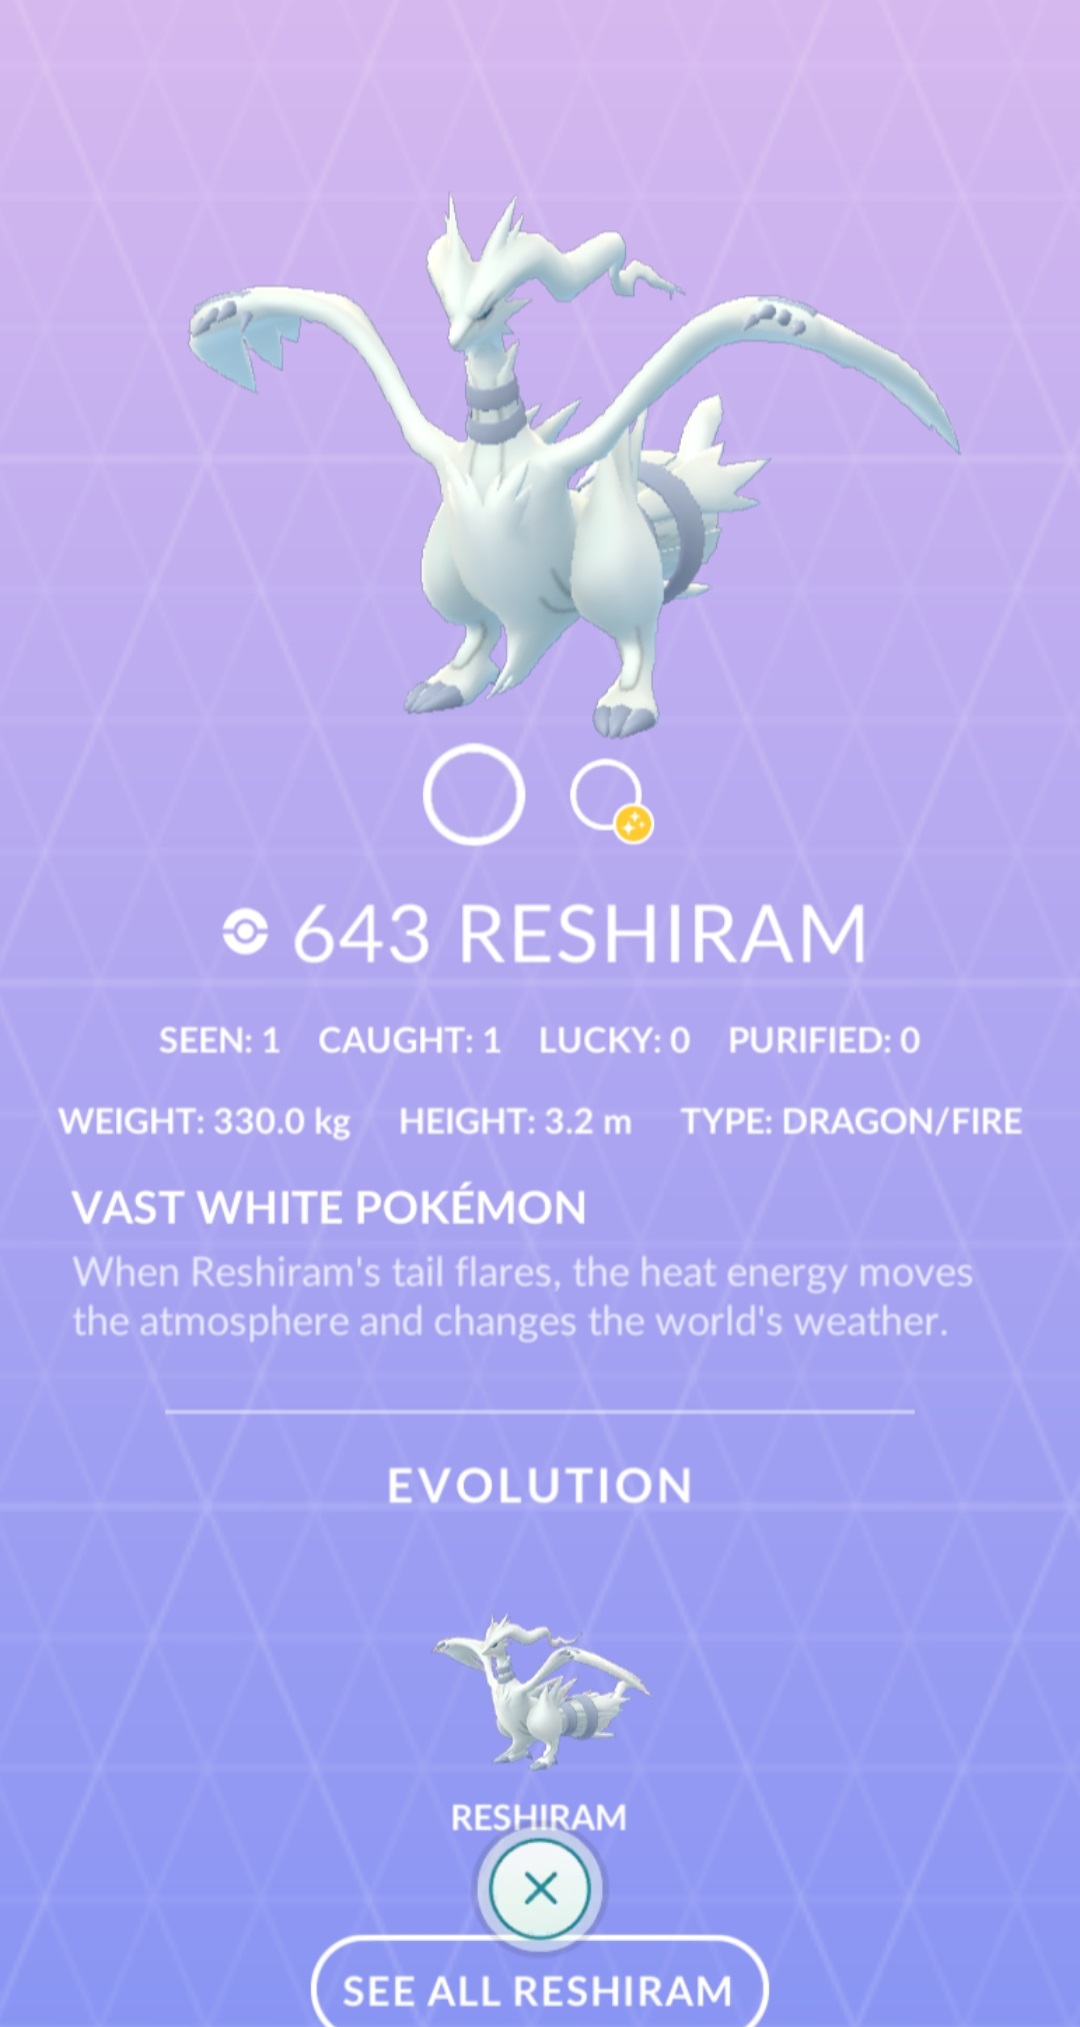 643 RESHIRAM
SEEN: 1 CAUGHT: 1 LUCKY: 0 PURIFIED: 0
WEIGHT: 330.0 kg HEIGHT: 3.2 m TYPE: DRAGON/FIRE
VAST WHITE POKÉMON
When Reshiram's tail flares, the heat energy moves
the atmosphere and changes the world's weather.
EVOLUTION
RESHIRAM
SEE ALL RESHIRAM